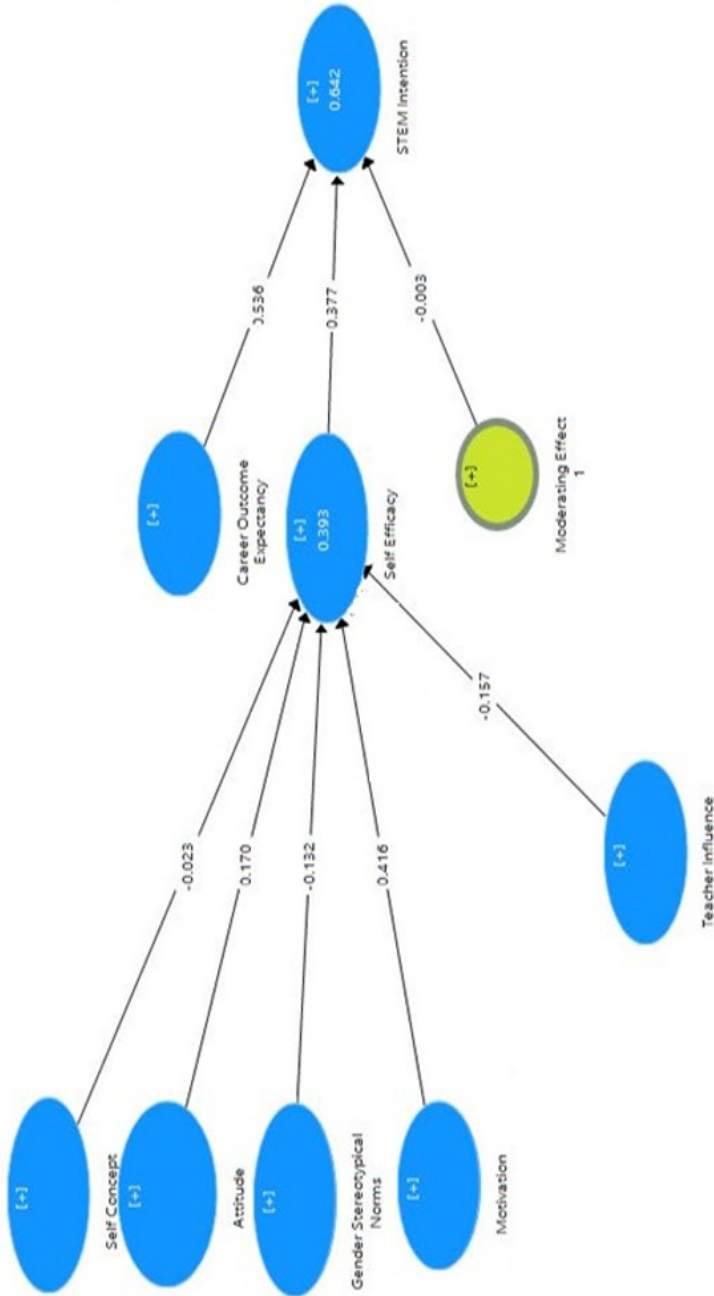 [+]
Self Concept
[+]
Attitude
[+]
Gender Stereotypical
Norms
[+]
Motivation
-0.023
0.170
-0.132
0.416
[+]
Teacher Influence
-0.157
[+]
Career Outcome
Expectancy
[+]
0.393
Self Efficacy
[+]
Moderating Effect
1
0.536
0.377
-0.003
[+]
0.642
STEM Intention